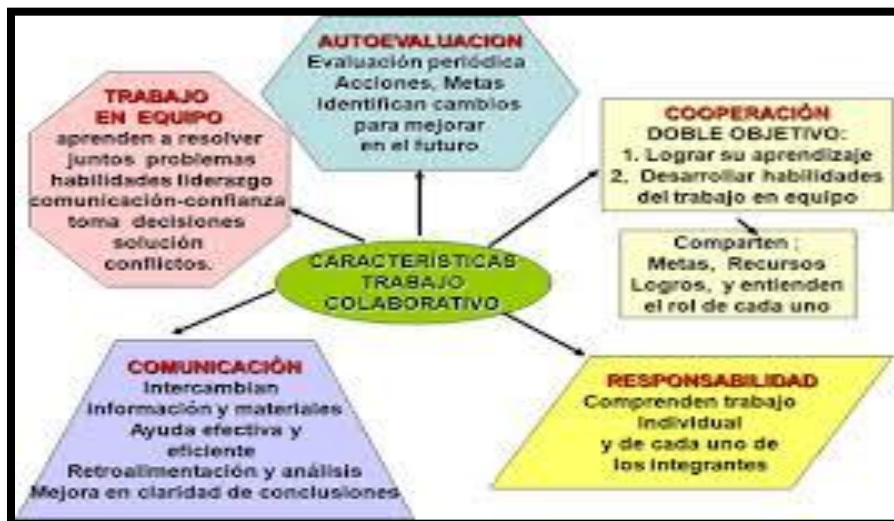 AUTOEVALUACION
Evaluación periódica
Acciones, Metas
Identifican cambios
para mejorar
en el futuro
TRABAJO
EN EQUIPO
aprenden a resolver
juntos problemas
habilidades liderazgo
comunicación-confianza
toma decisiones
solución
conflictos.
COOPERACIÓN
DOBLE OBJETIVO:
1. Lograr su aprendizaje
2. Desarrollar habilidades
del trabajo en equipo
Comparten :
Metas, Recursos
Logros, y entienden
el rol de cada uno
CARACTERÍSTICAS
TRABAJO
COLABORATIVO
COMUNICACIÓN
Intercambian
Información y materiales
Ayuda efectiva y
eficiente
Retroalimentación y análisis
Mejora en claridad de conclusiones
RESPONSABILIDAD
Comprenden trabajo
Individual
y de cada uno de
los integrantes